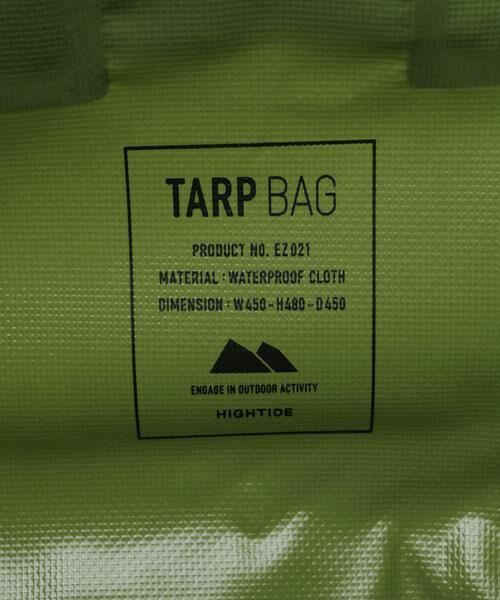 TARP BAG
PRODUCT NO. EZ021
MATERIAL : WATERPROOF CLOTH
DIMENSION : W450-H480-D450
ENGAGE IN OUTDOOR ACTIVITY
HIGHTIDE